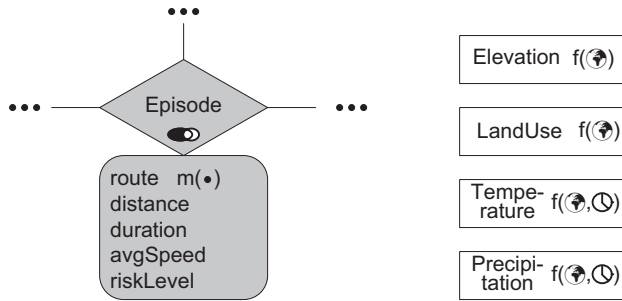 •••
••• Episode •••
route m(•)
distance
duration
avgSpeed
riskLevel
Elevation f()
LandUse f()
Tempe-
rature f(,)
Precipi-
tation f(,)